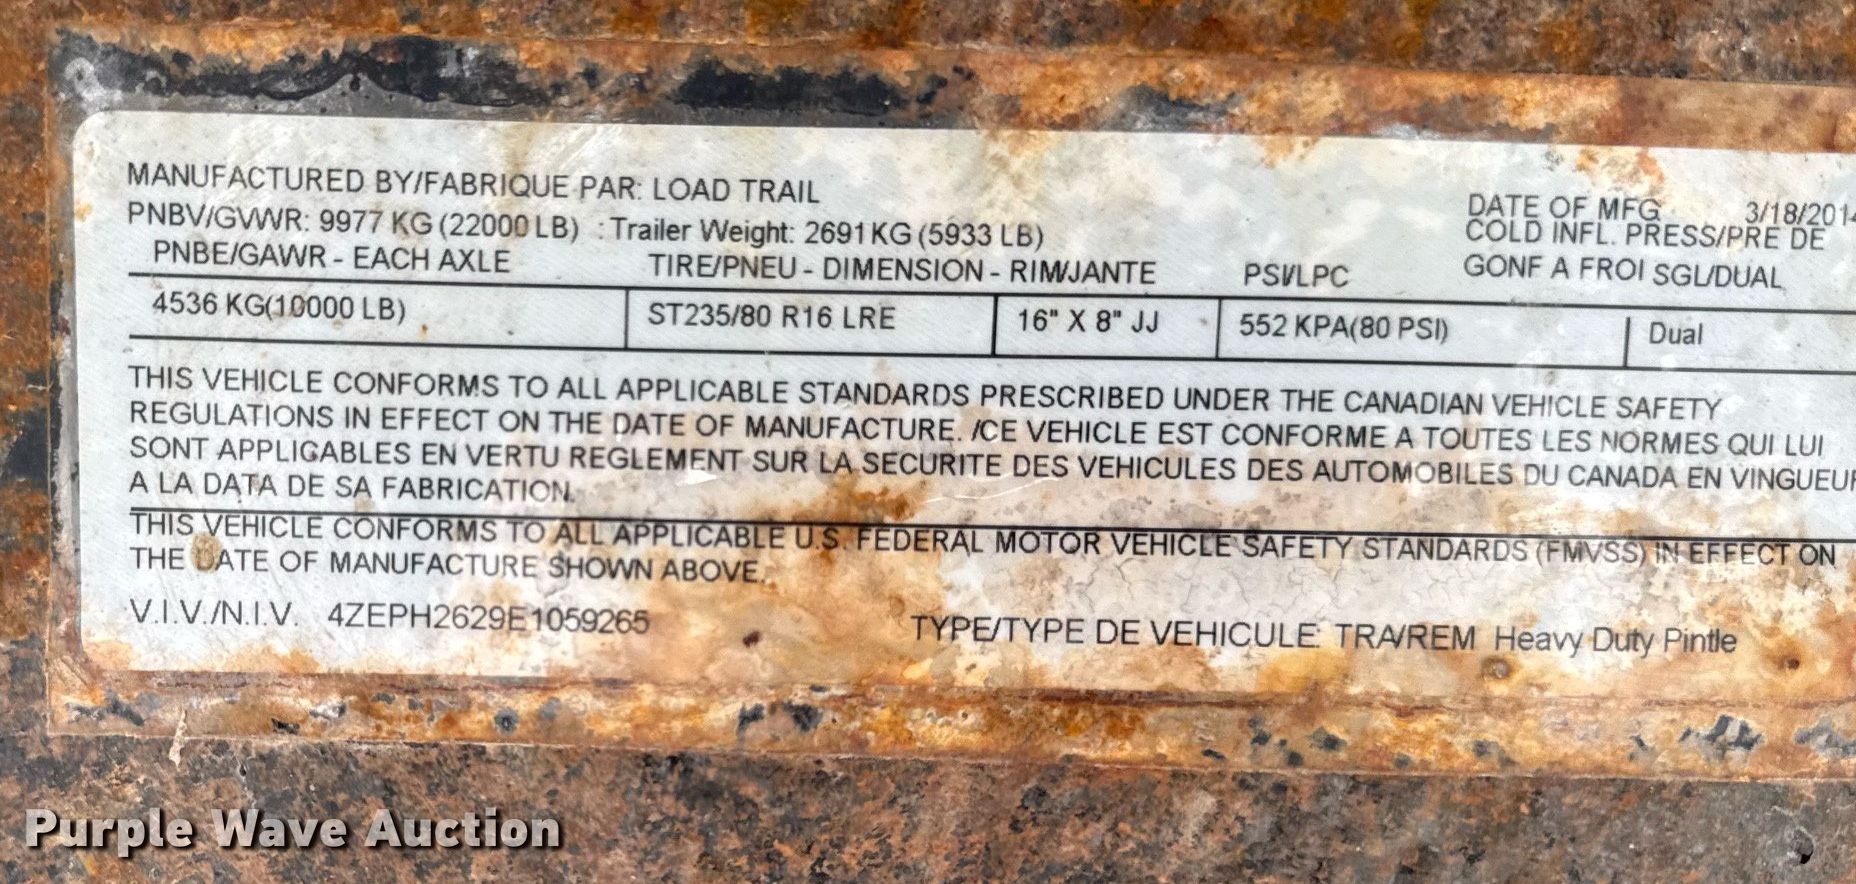 MANUFACTURED BY/FABRIQUE PAR: LOAD TRAIL
PNBV/GVWR: 9977 KG (22000 LB) : Trailer Weight: 2691 KG (5933 LB)
DATE OF MFG 3/18/2014
COLD INFL. PRESS/PRE DE
PNBE/GAWR - EACH AXLE TIRE/PNEU - DIMENSION - RIM/JANTE PSI/LPC GONF A FROI SGL/DUAL
4536 KG(10000 LB) ST235/80 R16 LRE 16" X 8" JJ 552 KPA(80 PSI) Dual
THIS VEHICLE CONFORMS TO ALL APPLICABLE STANDARDS PRESCRIBED UNDER THE CANADIAN VEHICLE SAFETY
REGULATIONS IN EFFECT ON THE DATE OF MANUFACTURE. /CE VEHICLE EST CONFORME A TOUTES LES NORMES QUI LUI
SONT APPLICABLES EN VERTU REGLEMENT SUR LA SECURITE DES VEHICULES DES AUTOMOBILES DU CANADA EN VINGUEUR
A LA DATA DE SA FABRICATION.
THIS VEHICLE CONFORMS TO ALL APPLICABLE U.S. FEDERAL MOTOR VEHICLE SAFETY STANDARDS (FMVSS) IN EFFECT ON
THE DATE OF MANUFACTURE SHOWN ABOVE.
V.I.V./N.I.V. 4ZEPH2629E1059265 TYPE/TYPE DE VEHICULE: TRA/REM Heavy Duty Pintle
Purple Wave Auction